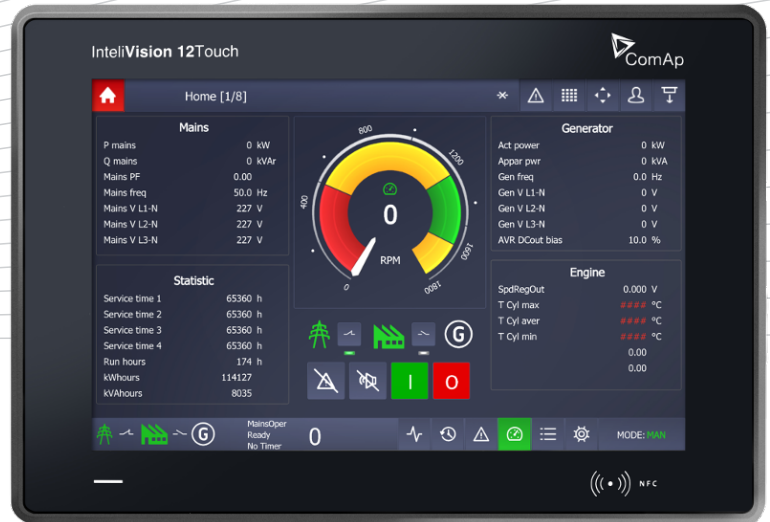 InteliVision 12Touch
ComAp
Home [1/8]
Mains
P mains 0 kW
Q mains 0 kVAr
Mains PF 0.00
Mains freq 50.0 Hz
Mains V L1-N 227 V
Mains V L2-N 227 V
Mains V L3-N 227 V
Statistic
Service time 1 65360 h
Service time 2 65360 h
Service time 3 65360 h
Service time 4 65360 h
Run hours 174 h
kWhours 114127
kVAhours 8035
0
400
800
1200
1600
1800
0
RPM
G
I
O
Generator
Act power 0 kW
Appar pwr 0 kVA
Gen freq 0.0 Hz
Gen V L1-N 0 V
Gen V L2-N 0 V
Gen V L3-N 0 V
AVR DCout bias 10.0 %
Engine
SpdRegOut 0.000 V
T Cyl max #### °C
T Cyl aver #### °C
T Cyl min #### °C
0.00
0.00
G
MainsOper
Ready
No Timer
0
MODE: MAN
NFC